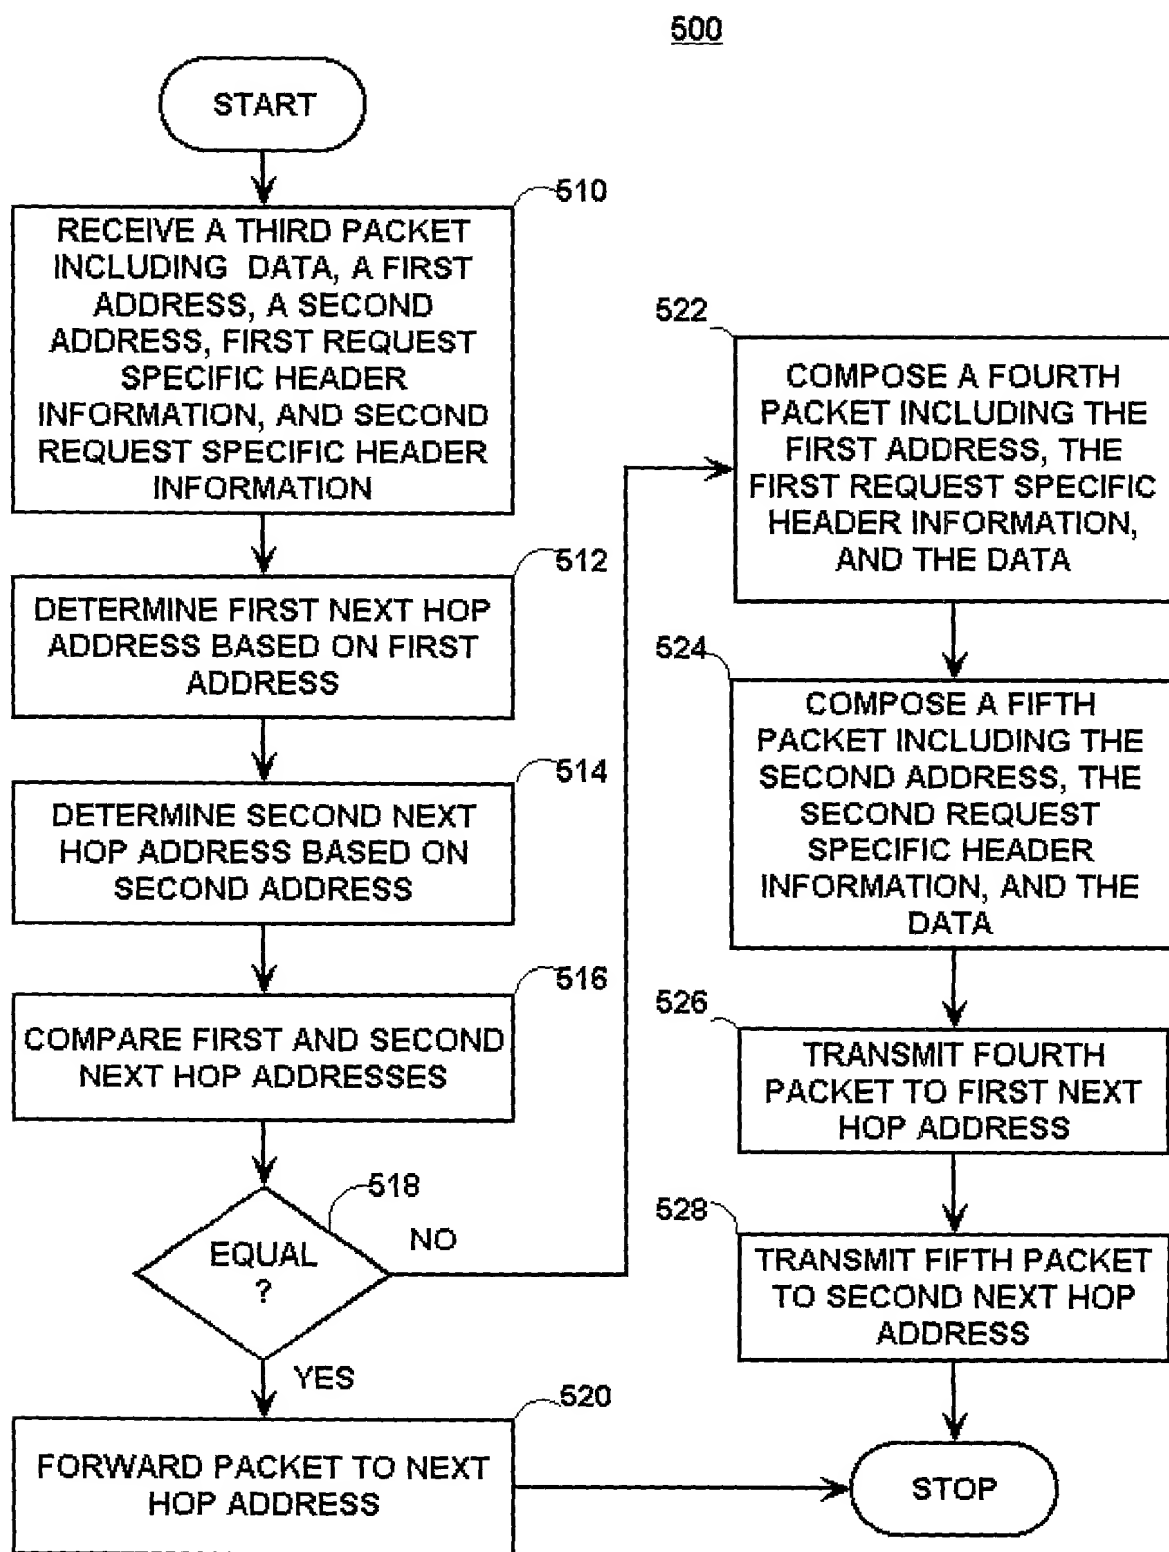 500
START
510
RECEIVE A THIRD PACKET
INCLUDING DATA, A FIRST
ADDRESS, A SECOND
ADDRESS, FIRST REQUEST
SPECIFIC HEADER
INFORMATION, AND SECOND
REQUEST SPECIFIC HEADER
INFORMATION
512
DETERMINE FIRST NEXT HOP
ADDRESS BASED ON FIRST
ADDRESS
514
DETERMINE SECOND NEXT
HOP ADDRESS BASED ON
SECOND ADDRESS
516
COMPARE FIRST AND SECOND
NEXT HOP ADDRESSES
518
EQUAL
?
NO
YES
520
FORWARD PACKET TO NEXT
HOP ADDRESS
522
COMPOSE A FOURTH
PACKET INCLUDING THE
FIRST ADDRESS, THE
FIRST REQUEST SPECIFIC
HEADER INFORMATION,
AND THE DATA
524
COMPOSE A FIFTH
PACKET INCLUDING THE
SECOND ADDRESS, THE
SECOND REQUEST
SPECIFIC HEADER
INFORMATION, AND THE
DATA
526
TRANSMIT FOURTH
PACKET TO FIRST NEXT
HOP ADDRESS
528
TRANSMIT FIFTH PACKET
TO SECOND NEXT HOP
ADDRESS
STOP